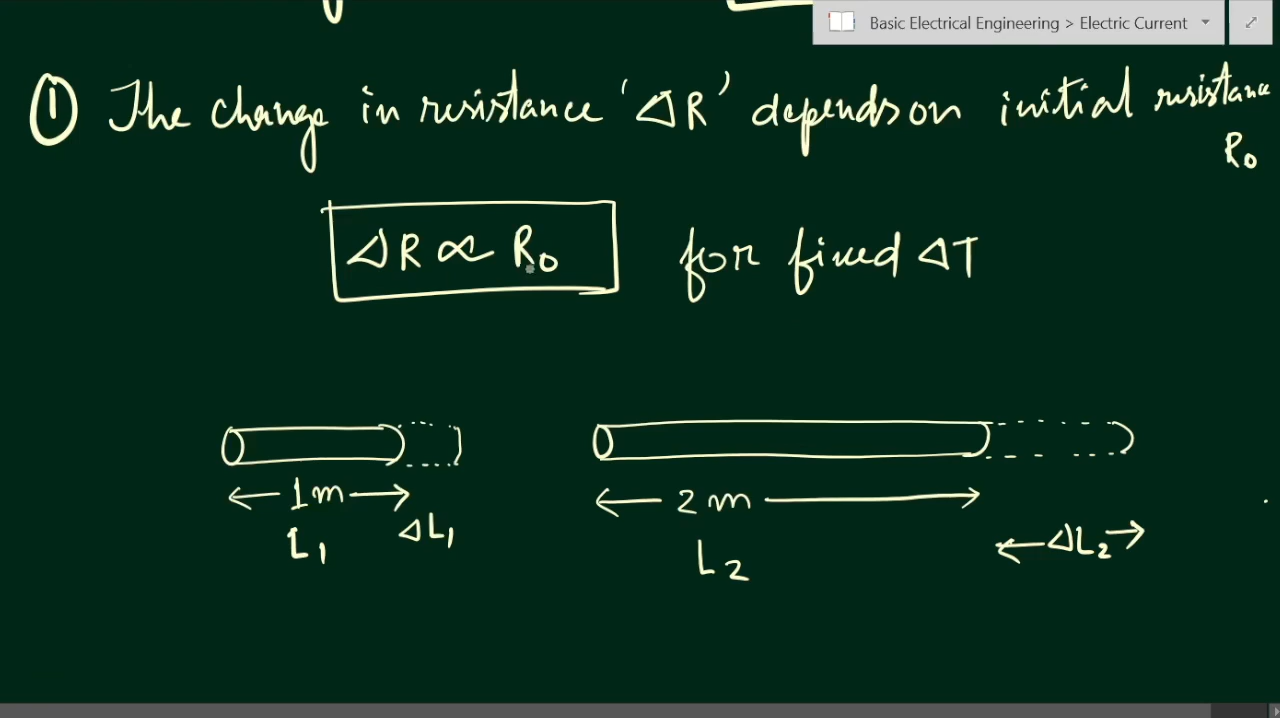 Basic Electrical Engineering > Electric Current
① The change in resistance 'ΔR' depends on initial resistance
R₀
ΔR ∝ R₀ for fixed ΔT
1m
2 m
L₁ ΔL₁
L₂ ΔL₂